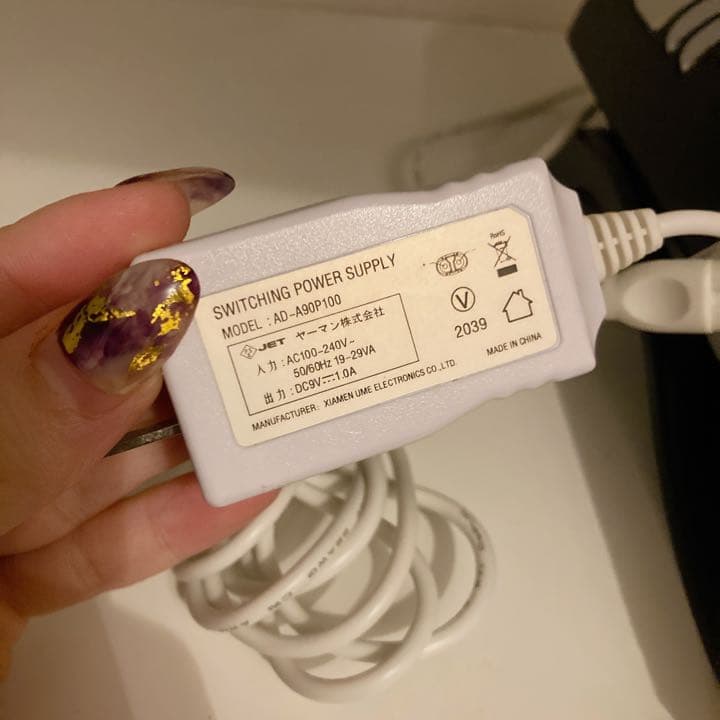 SWITCHING POWER SUPPLY
MODEL : AD-A90P100
JET ヤーマン株式会社
入力 : AC100-240V~
50/60Hz 19-29VA
出力 : DC9V⎓1.0A
MANUFACTURER: XIAMEN UME ELECTRONICS CO.,LTD.
RoHS
V
2039
MADE IN CHINA